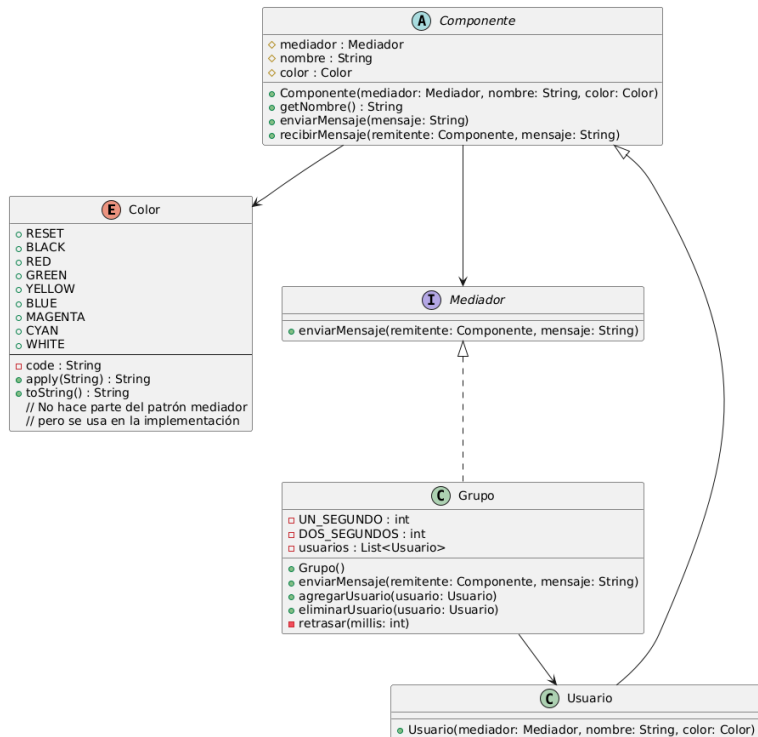 A Componente
mediador : Mediador
nombre : String
color : Color
Componente(mediador: Mediador, nombre: String, color: Color)
getNombre() : String
enviarMensaje(mensaje: String)
recibirMensaje(remitente: Componente, mensaje: String)
E Color
RESET
BLACK
RED
GREEN
YELLOW
BLUE
MAGENTA
CYAN
WHITE
code : String
apply(String) : String
toString() : String
// No hace parte del patrón mediador
// pero se usa en la implementación
I Mediador
enviarMensaje(remitente: Componente, mensaje: String)
C Grupo
UN_SEGUNDO : int
DOS_SEGUNDOS : int
usuarios : List<Usuario>
Grupo()
enviarMensaje(remitente: Componente, mensaje: String)
agregarUsuario(usuario: Usuario)
eliminarUsuario(usuario: Usuario)
retrasar(millis: int)
C Usuario
Usuario(mediador: Mediador, nombre: String, color: Color)